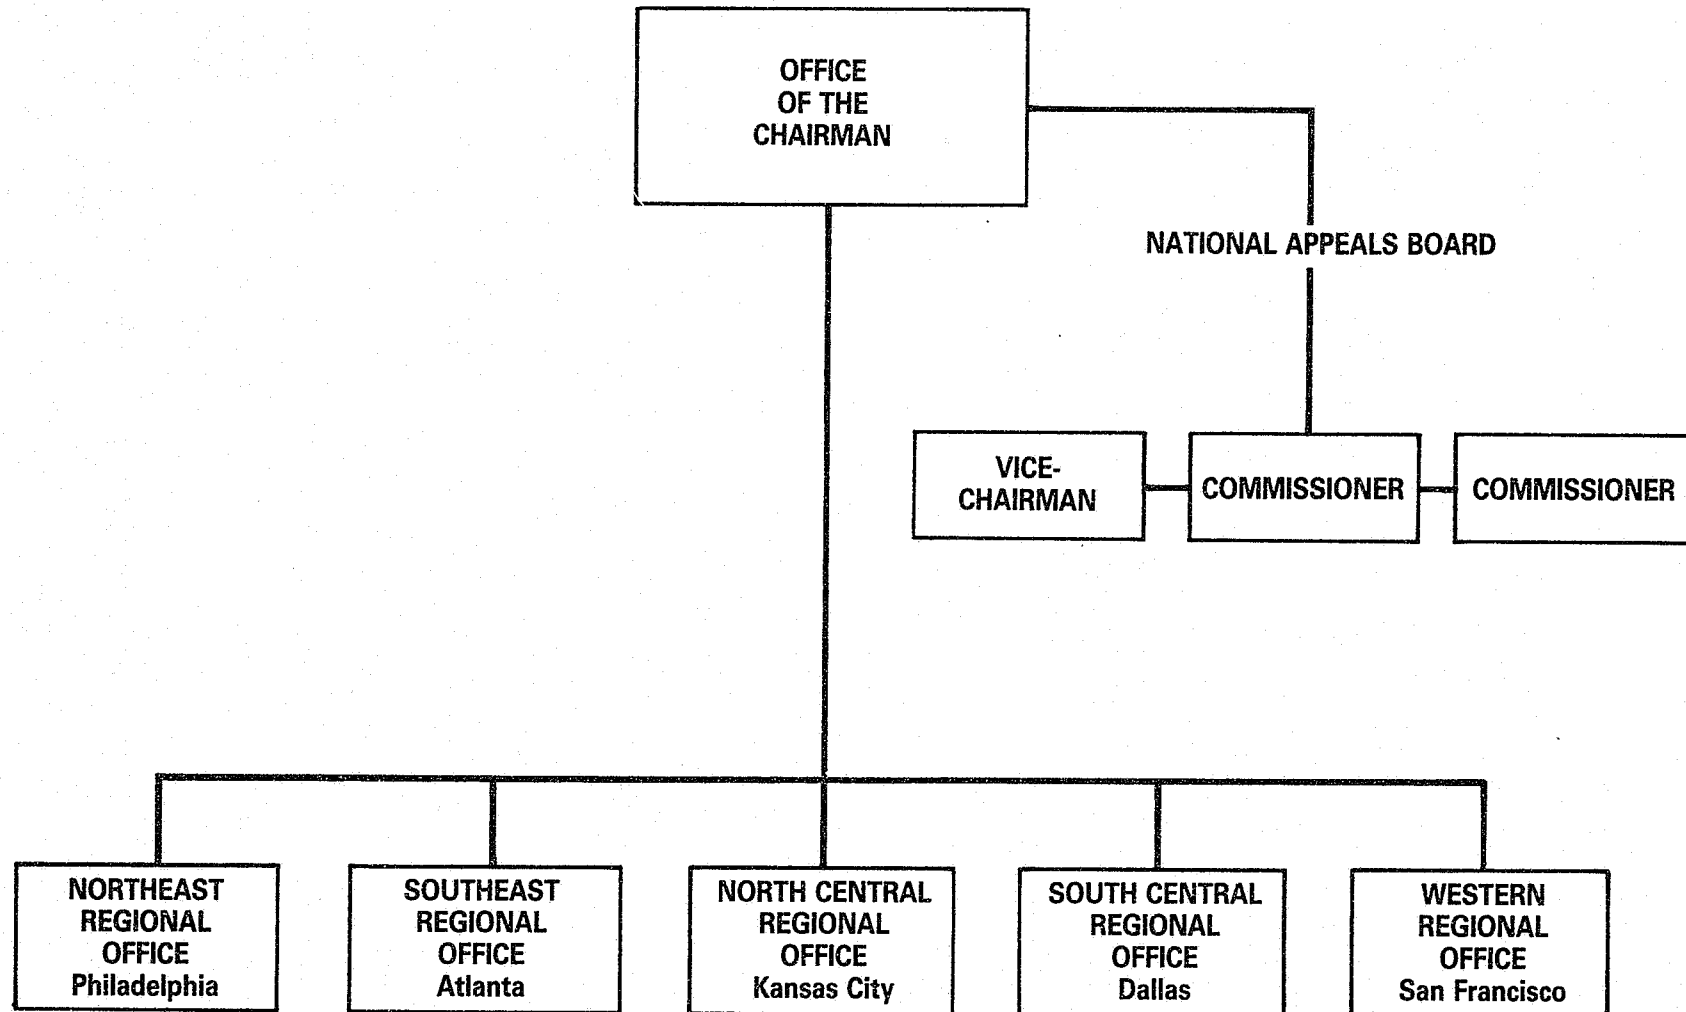 OFFICE
OF THE
CHAIRMAN
NATIONAL APPEALS BOARD
VICE-
CHAIRMAN
COMMISSIONER
COMMISSIONER
NORTHEAST
REGIONAL
OFFICE
Philadelphia
SOUTHEAST
REGIONAL
OFFICE
Atlanta
NORTH CENTRAL
REGIONAL
OFFICE
Kansas City
SOUTH CENTRAL
REGIONAL
OFFICE
Dallas
WESTERN
REGIONAL
OFFICE
San Francisco